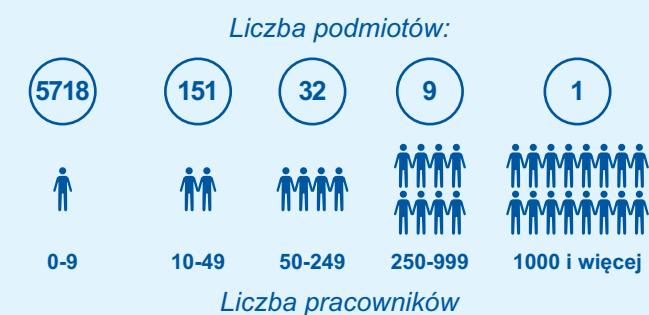 Liczba podmiotów:
5718 151 32 9 1
0-9 10-49 50-249 250-999 1000 i więcej
Liczba pracowników